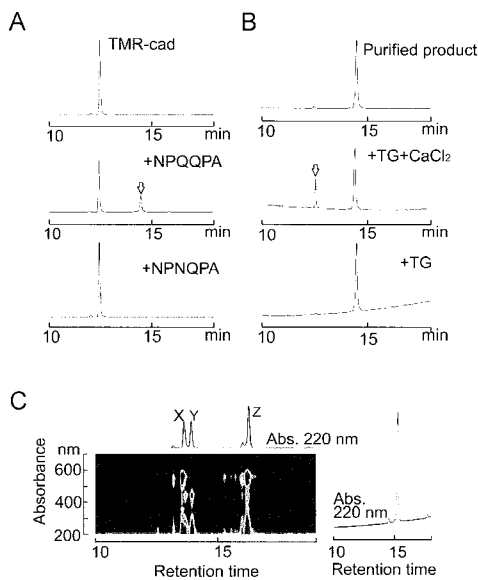 A
TMR-cad
10 15 min
+NPQQPA
10 15 min
+NPNQPA
10 15 min
B
Purified product
10 15 min
+TG+CaCl₂
10 15 min
+TG
10 15 min
C
X Y Z
Abs. 220 nm
nm
600
400
200
Absorbance
10 15
Retention time
Abs.
220 nm
10 15
Retention time